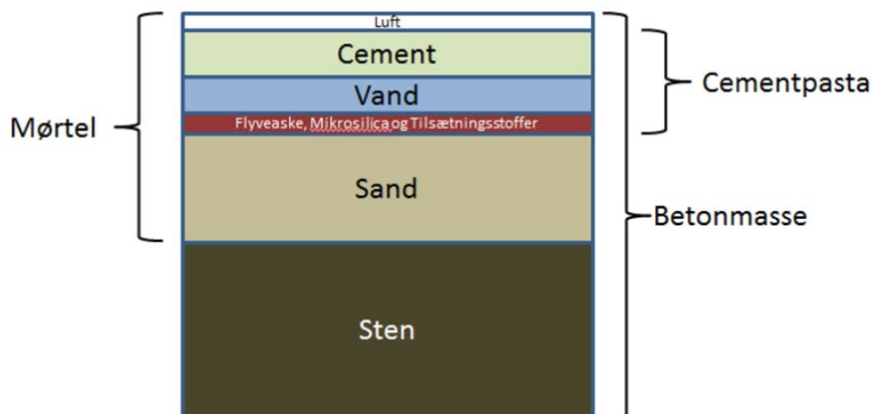 Luft
Cement
Vand
Flyveaske, Mikrosilica og Tilsætningsstoffer
Sand
Sten
Mørtel
Cementpasta
Betonmasse